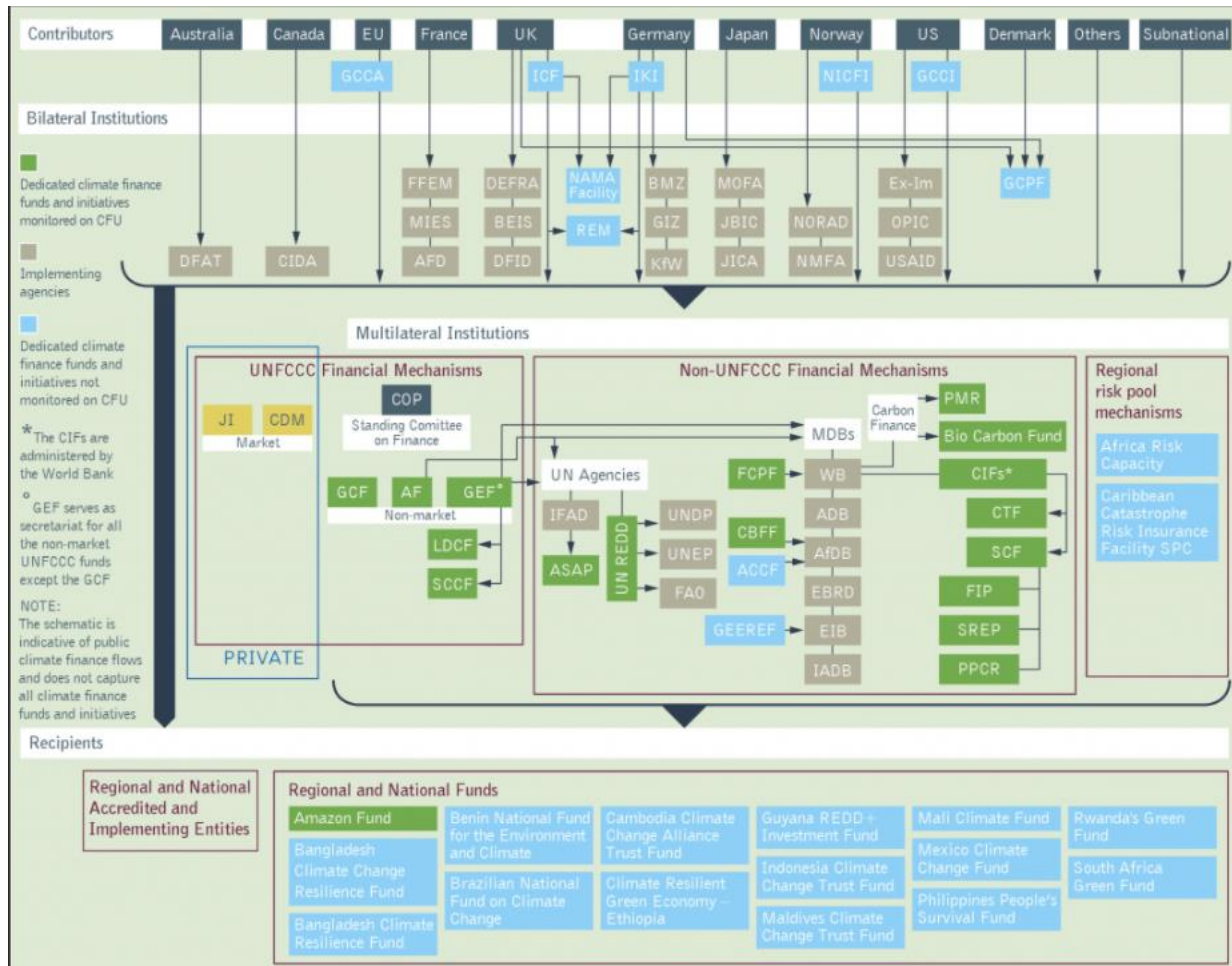 Contributors
Australia
Canada
EU
France
UK
Germany
Japan
Norway
US
Denmark
Others
Subnational
GCCA
ICF
IKI
NICFI
GCCI
Bilateral Institutions
Dedicated climate finance
funds and initiatives
monitored on CFU
Implementing
agencies
Dedicated climate
finance funds and
initiatives not
monitored on CFU
*The CIFs are
administered by
the World Bank
°GEF serves as
secretariat for all
the non-market
UNFCCC funds
except the GCF
NOTE:
The schematic is
indicative of public
climate finance flows
and does not capture
all climate finance
funds and initiatives
DFAT
CIDA
FFEM
MIES
AFD
DEFRA
BEIS
DFID
NAMA
Facility
REM
BMZ
GIZ
KfW
MOFA
JBIC
JICA
NORAD
NMFA
Ex-Im
OPIC
USAID
GCPF
Multilateral Institutions
UNFCCC Financial Mechanisms
JI
CDM
Market
COP
Standing Comittee
on Finance
GCF
AF
GEF°
Non-market
LDCF
SCCF
PRIVATE
Non-UNFCCC Financial Mechanisms
UN Agencies
IFAD
ASAP
UN REDD
UNDP
UNEP
FAO
MDBs
FCPF
WB
ADB
CBFF
AfDB
ACCF
EBRD
GEEREF
EIB
IADB
Carbon
Finance
PMR
Bio Carbon Fund
CIFs*
CTF
SCF
FIP
SREP
PPCR
Regional
risk pool
mechanisms
Africa Risk
Capacity
Caribbean
Catastrophe
Risk Insurance
Facility SPC
Recipients
Regional and National
Accredited and
Implementing Entities
Regional and National Funds
Amazon Fund
Bangladesh
Climate Change
Resilience Fund
Bangladesh Climate
Resilience Fund
Benin National Fund
for the Environment
and Climate
Brazilian National
Fund on Climate
Change
Cambodia Climate
Change Alliance
Trust Fund
Climate Resilient
Green Economy –
Ethiopia
Guyana REDD+
Investment Fund
Indonesia Climate
Change Trust Fund
Maldives Climate
Change Trust Fund
Mali Climate Fund
Mexico Climate
Change Fund
Philippines People's
Survival Fund
Rwanda's Green
Fund
South Africa
Green Fund